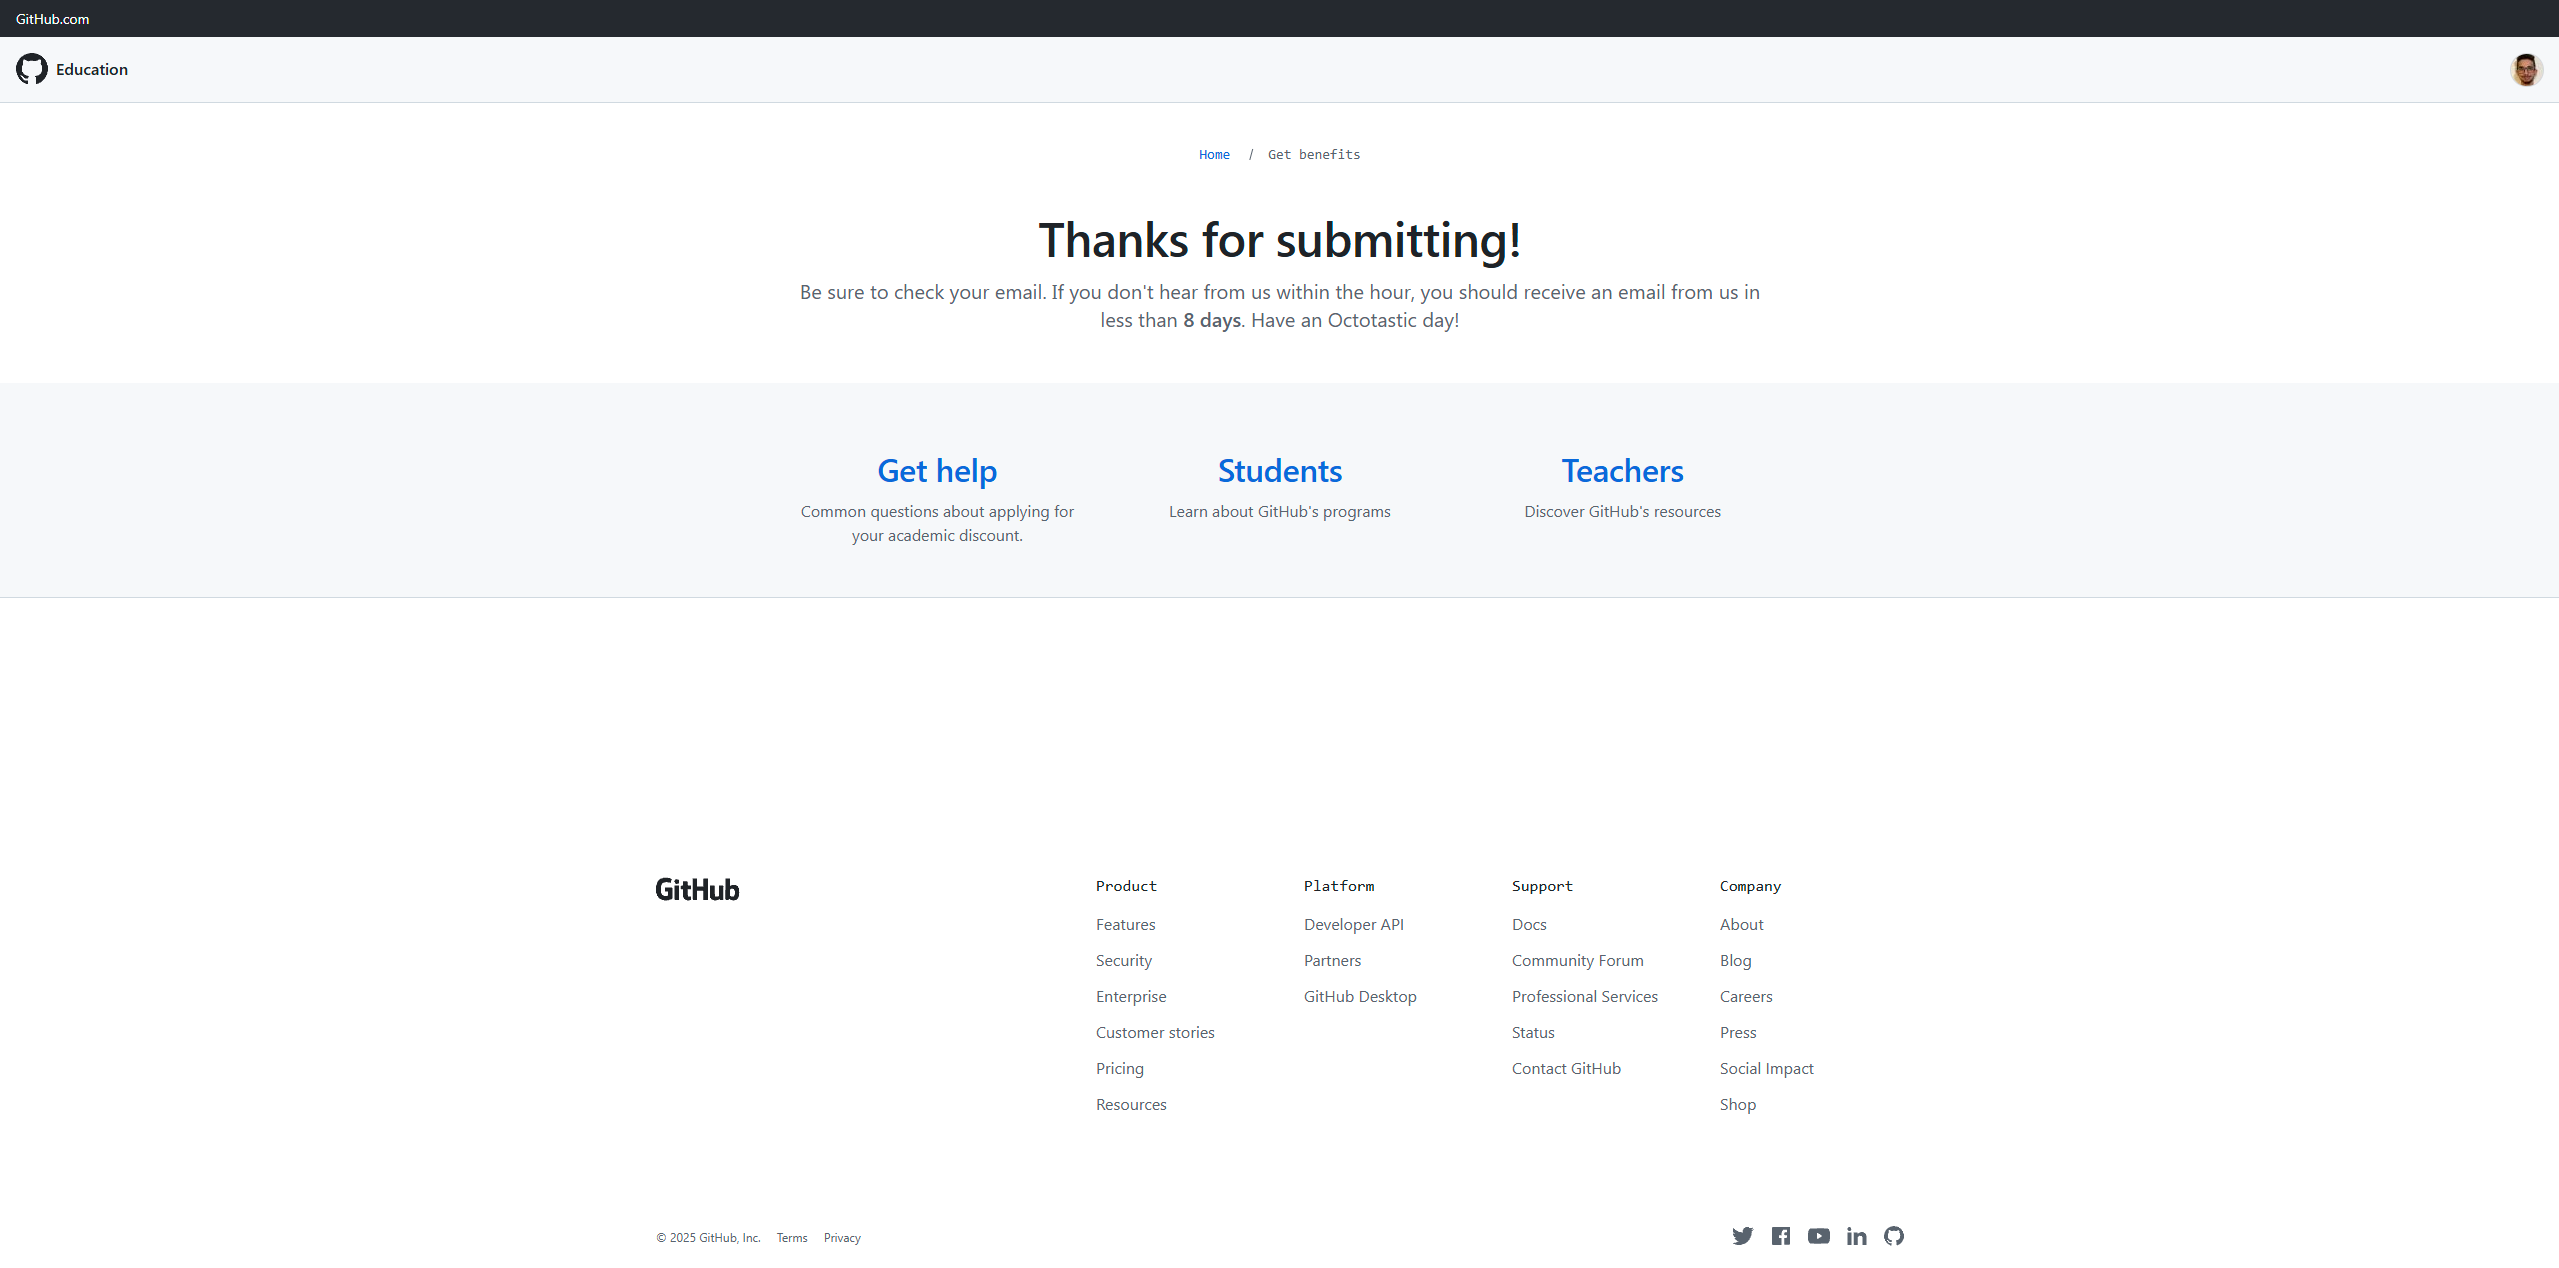 GitHub.com
Education
Home / Get benefits
Thanks for submitting!
Be sure to check your email. If you don't hear from us within the hour, you should receive an email from us in
less than 8 days. Have an Octotastic day!
Get help
Common questions about applying for
your academic discount.
Students
Learn about GitHub's programs
Teachers
Discover GitHub's resources
GitHub
Product
Features
Security
Enterprise
Customer stories
Pricing
Resources
Platform
Developer API
Partners
GitHub Desktop
Support
Docs
Community Forum
Professional Services
Status
Contact GitHub
Company
About
Blog
Careers
Press
Social Impact
Shop
© 2025 GitHub, Inc. Terms Privacy